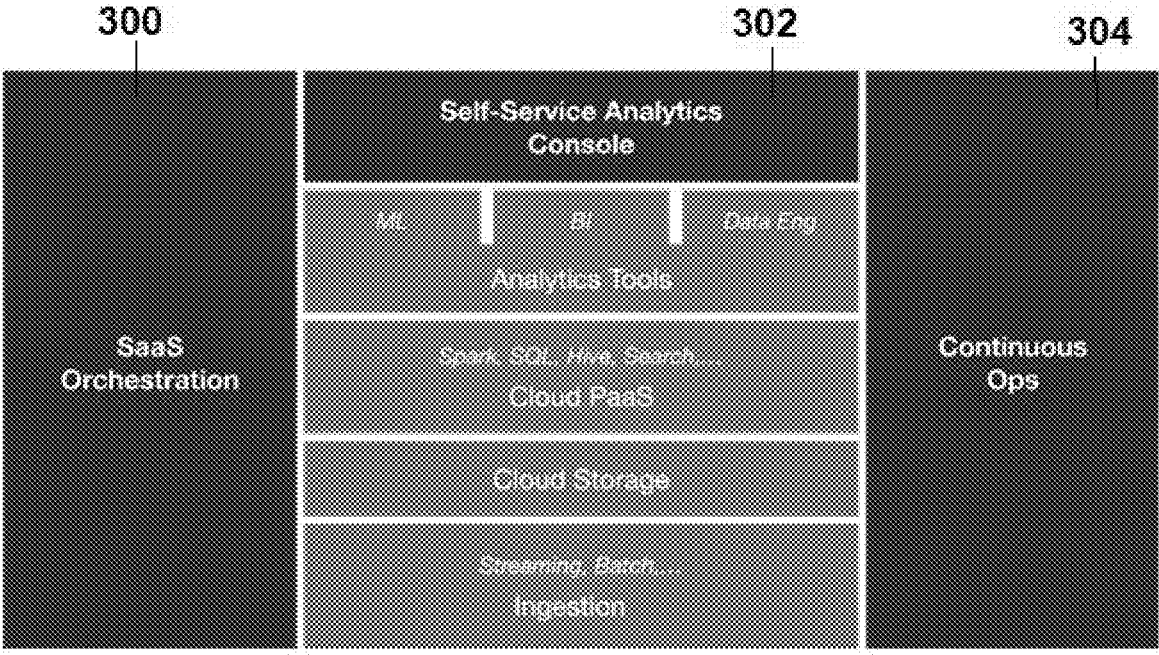 300
302
304
Self-Service Analytics
Console
ML
BI
Data Eng
Analytics Tools
SaaS
Orchestration
Spark, SQL, Hive, Search...
Cloud PaaS
Continuous
Ops
Cloud Storage
Streaming, Batch,...
Ingestion